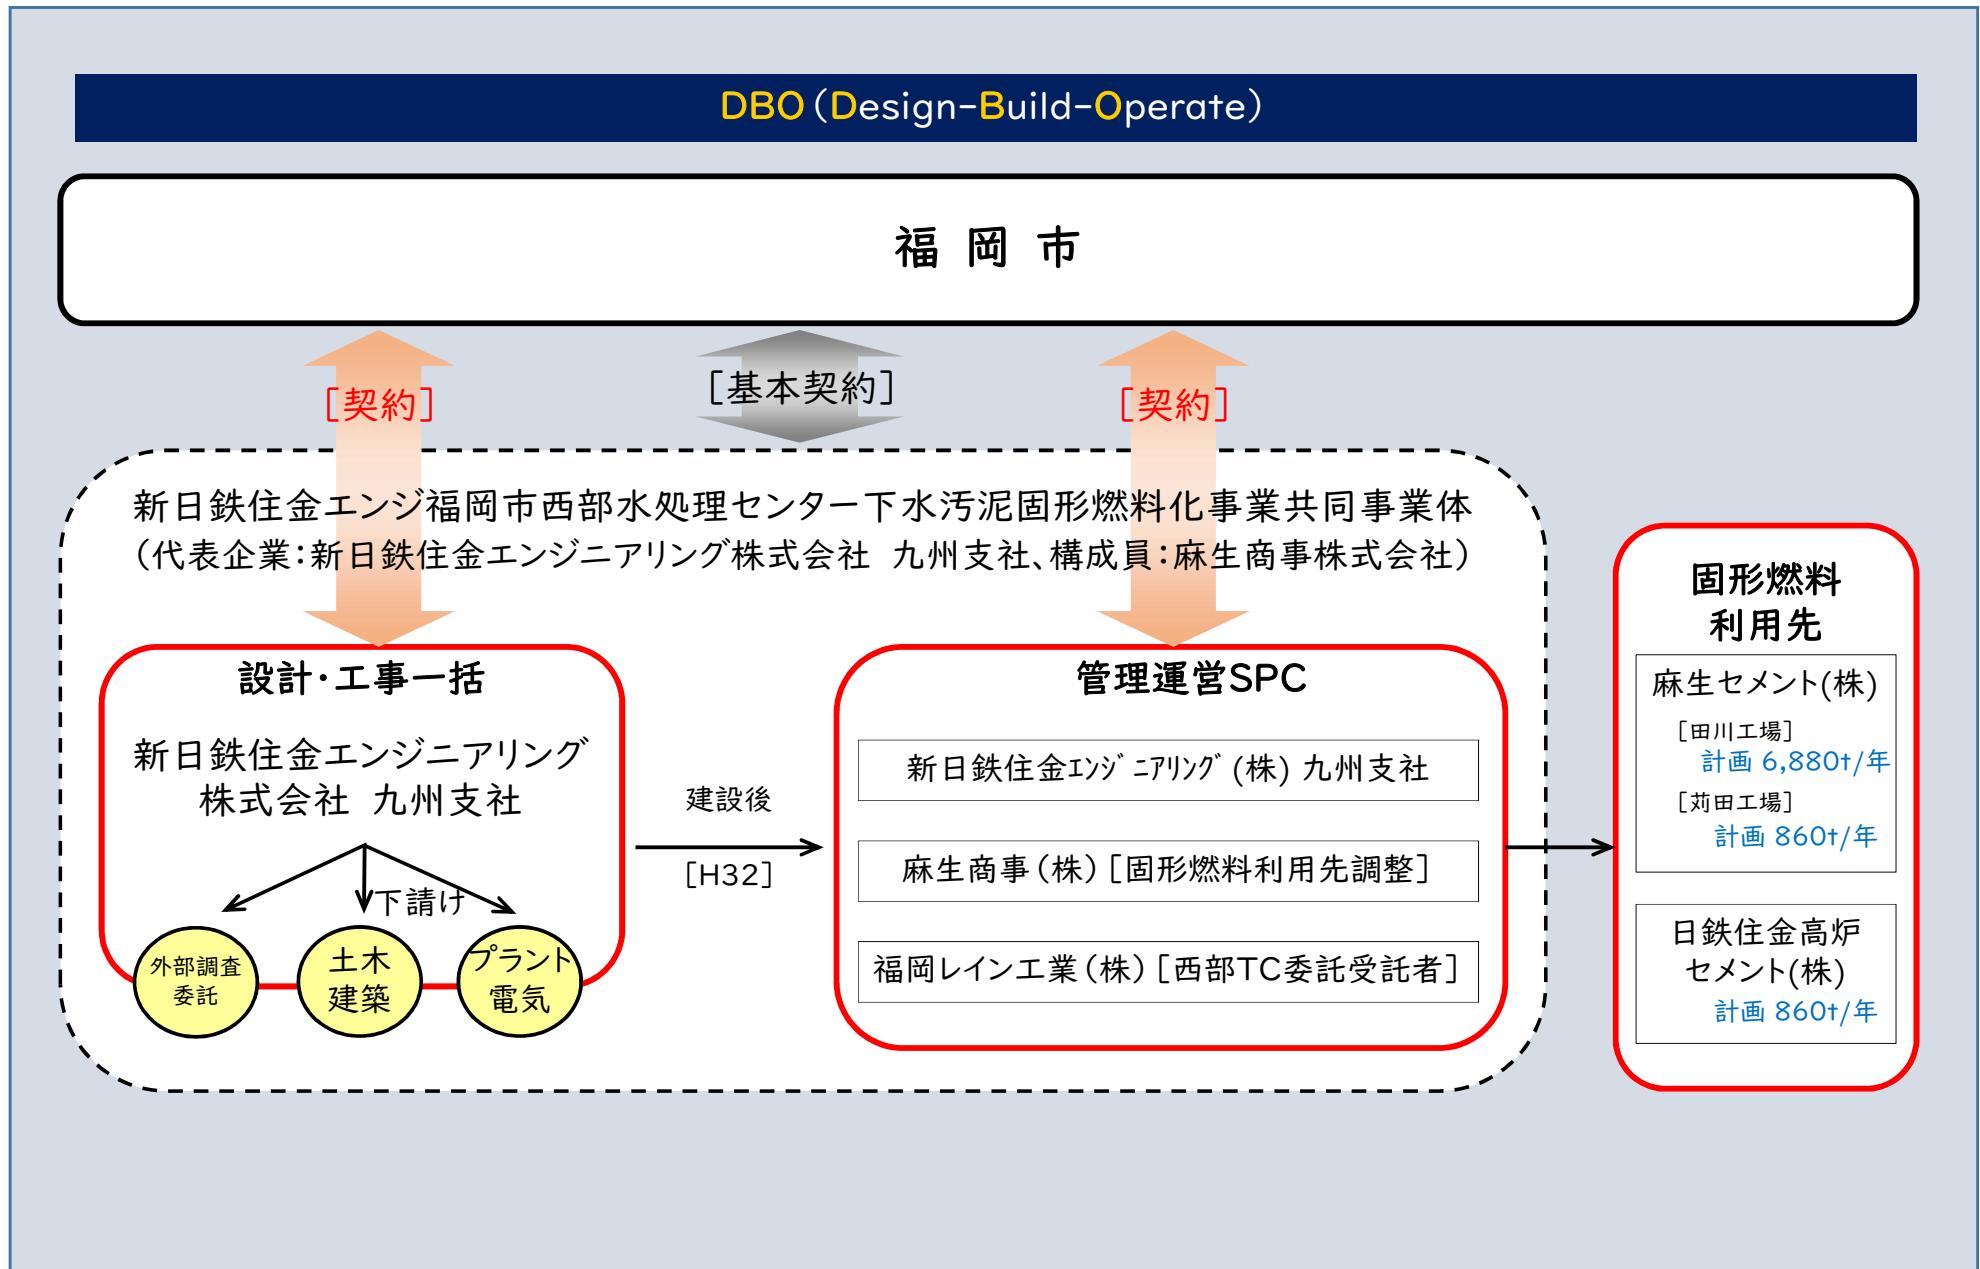 DBO(Design-Build-Operate)
福 岡 市
[契約]
[基本契約]
[契約]
新日鉄住金エンジ福岡市西部水処理センター下水汚泥固形燃料化事業共同事業体
(代表企業:新日鉄住金エンジニアリング株式会社 九州支社、構成員:麻生商事株式会社)
設計・工事一括
新日鉄住金エンジニアリング
株式会社 九州支社
下請け
外部調査
委託
土木
建築
プラント
電気
建設後
[H32]
管理運営SPC
新日鉄住金ｴﾝｼﾞﾆｱﾘﾝｸﾞ(株) 九州支社
麻生商事(株)[固形燃料利用先調整]
福岡レイン工業(株)[西部TC委託受託者]
固形燃料
利用先
麻生セメント(株)
[田川工場]
計画 6,880t/年
[苅田工場]
計画 860t/年
日鉄住金高炉
セメント(株)
計画 860t/年